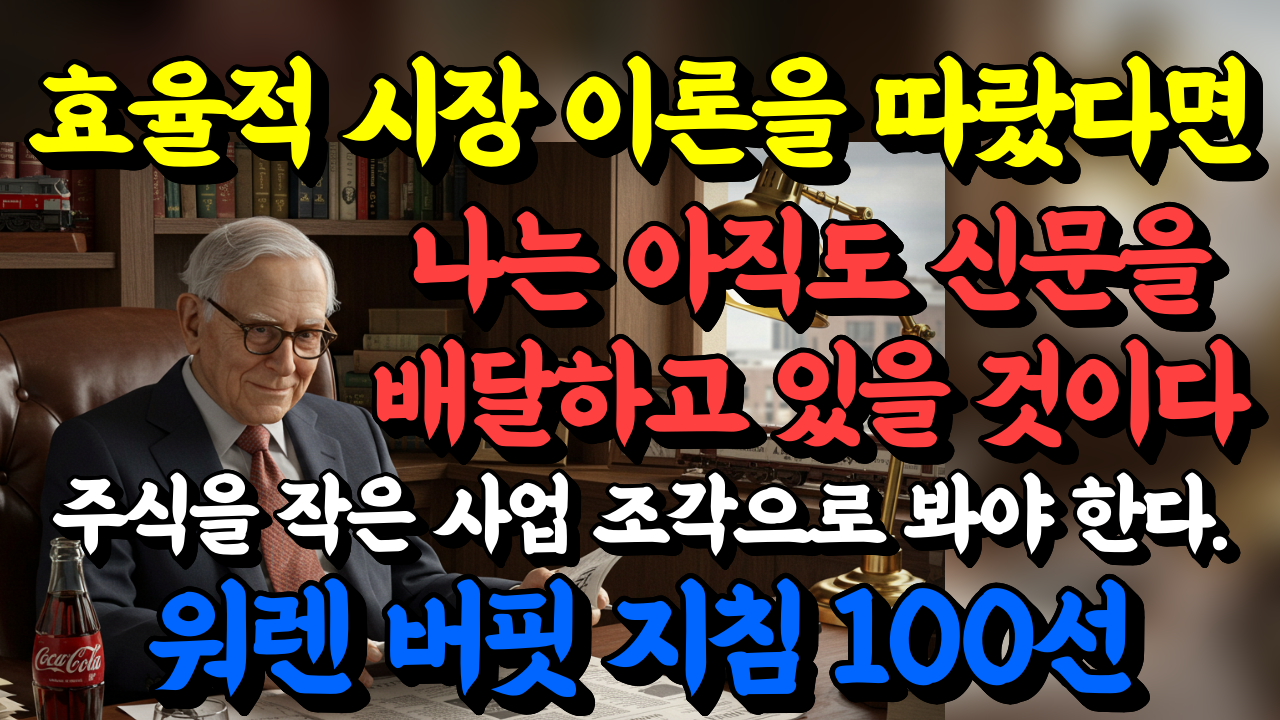 효율적 시장 이론을 따랐다면
나는 아직도 신문을
배달하고 있을 것이다
주식을 작은 사업 조각으로 봐야 한다.
워렌 버핏 지침 100선
Coca-Cola